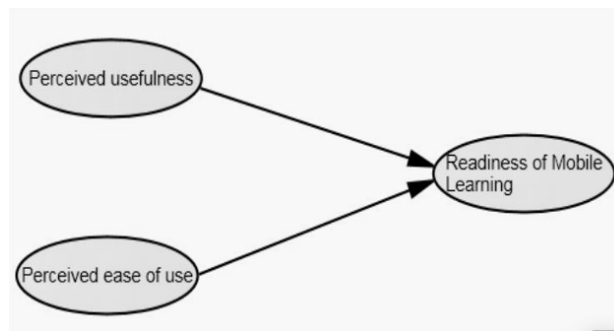 Perceived usefulness
Readiness of Mobile
Learning
Perceived ease of use